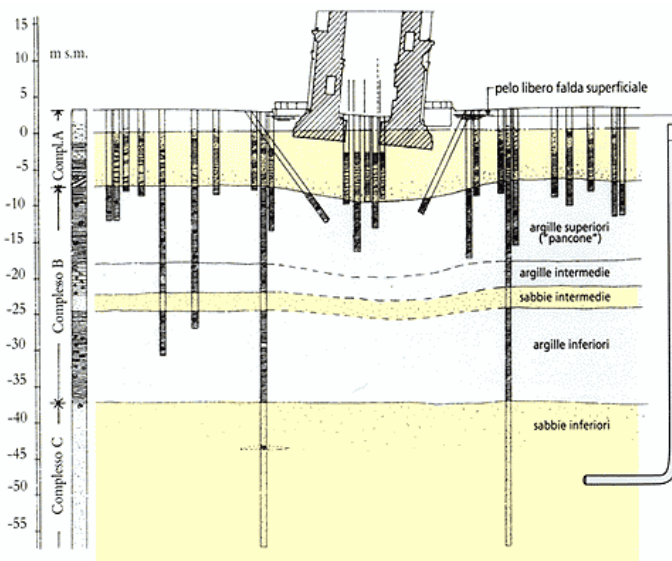 15
10
5
0
-5
-10
-15
-20
-25
-30
-35
-40
-45
-50
-55
m s.m.
Compl.A
Complesso B
Complesso C
pelo libero falda superficiale
argille superiori
("pancone")
argille intermedie
sabbie intermedie
argille inferiori
sabbie inferiori